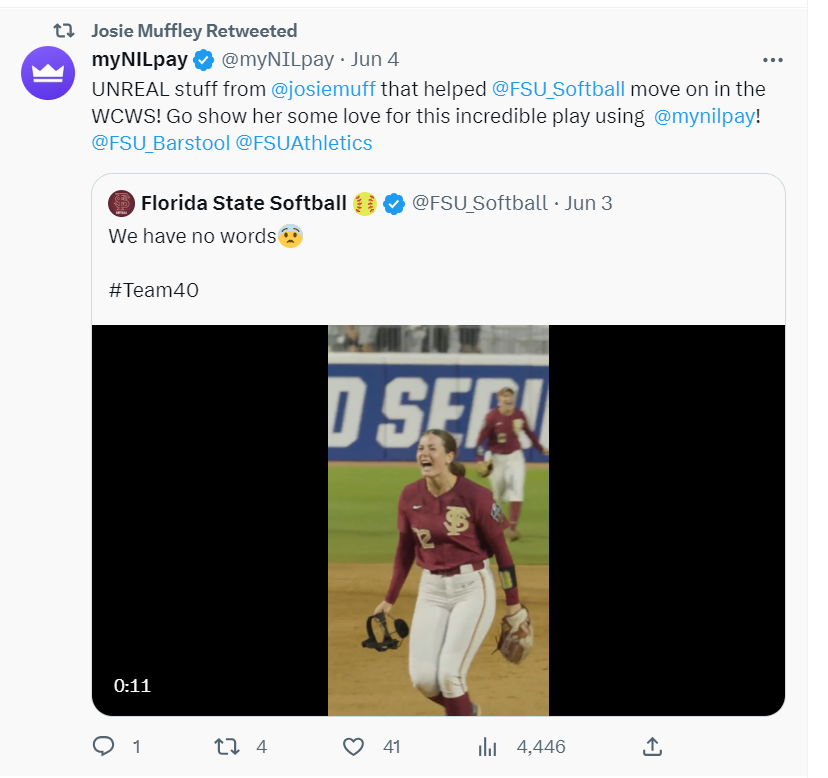 Josie Muffley Retweeted
myNILpay @myNILpay · Jun 4
UNREAL stuff from @josiemuff that helped @FSU_Softball move on in the
WCWS! Go show her some love for this incredible play using @mynilpay!
@FSU_Barstool @FSUAthletics
Florida State Softball 🥎 @FSU_Softball · Jun 3
We have no words😰
#Team40
D SERI
12
0:11
1 4 41 4,446